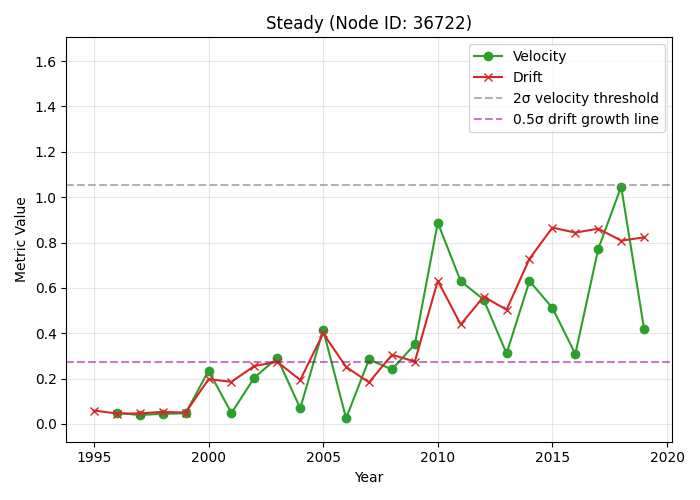 Steady (Node ID: 36722)
Velocity
Drift
2σ velocity threshold
0.5σ drift growth line
Metric Value
1.6
1.4
1.2
1.0
0.8
0.6
0.4
0.2
0.0
1995 2000 2005 2010 2015 2020
Year